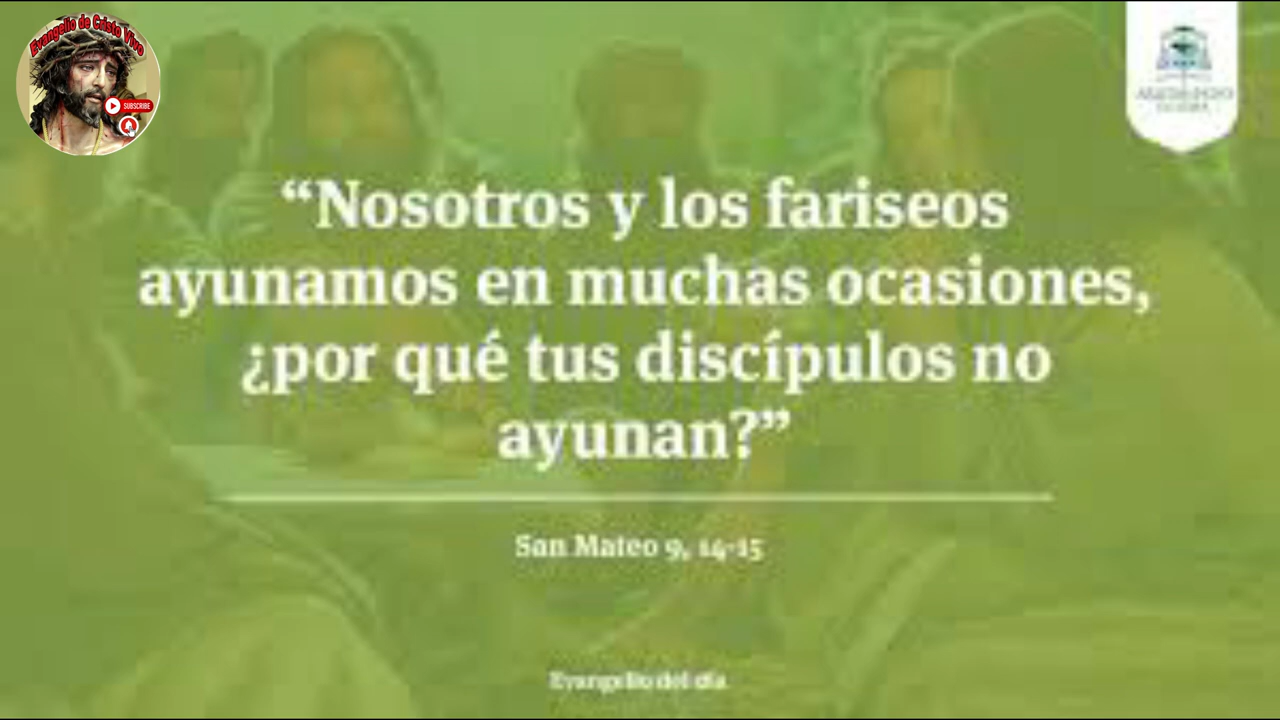 Evangelio de Cristo Vivo
SUBSCRIBE
“Nosotros y los fariseos
ayunamos en muchas ocasiones,
¿por qué tus discípulos no
ayunan?”
San Mateo 9, 14-15
Evangelio del día